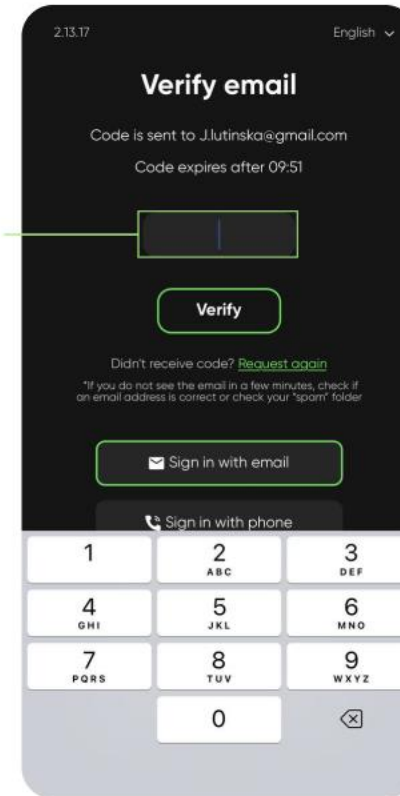 2.13.17
English
Verify email
Code is sent to J.lutinska@gmail.com
Code expires after 09:51
Verify
Didn't receive code? Request again
*If you do not see the email in a few minutes, check if
an email address is correct or check your "spam" folder
Sign in with email
Sign in with phone
1 2 3
ABC DEF
4 5 6
GHI JKL MNO
7 8 9
PQRS TUV WXYZ
0